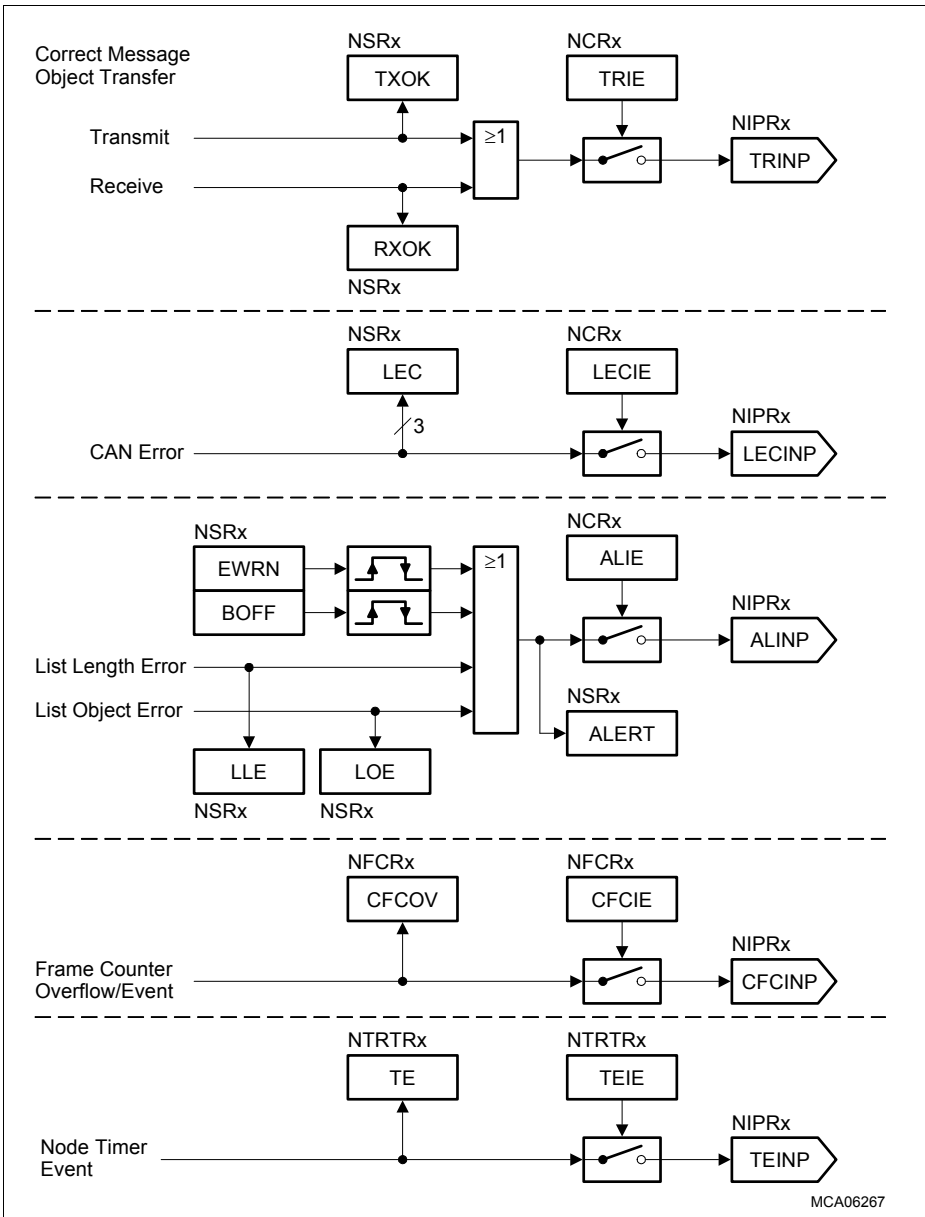 Correct Message
Object Transfer
NSRx
NCRx
TXOK
TRIE
NIPRx
Transmit
≥1
TRINP
Receive
RXOK
NSRx
NSRx
NCRx
LEC
LECIE
NIPRx
3
CAN Error
LECINP
NSRx
NCRx
EWRN
≥1
ALIE
BOFF
NIPRx
ALINP
List Length Error
NSRx
List Object Error
ALERT
LLE
LOE
NSRx
NSRx
NFCRx
NFCRx
CFCOV
CFCIE
NIPRx
Frame Counter
Overflow/Event
CFCINP
NTRTRx
NTRTRx
TE
TEIE
NIPRx
Node Timer
Event
TEINP
MCA06267